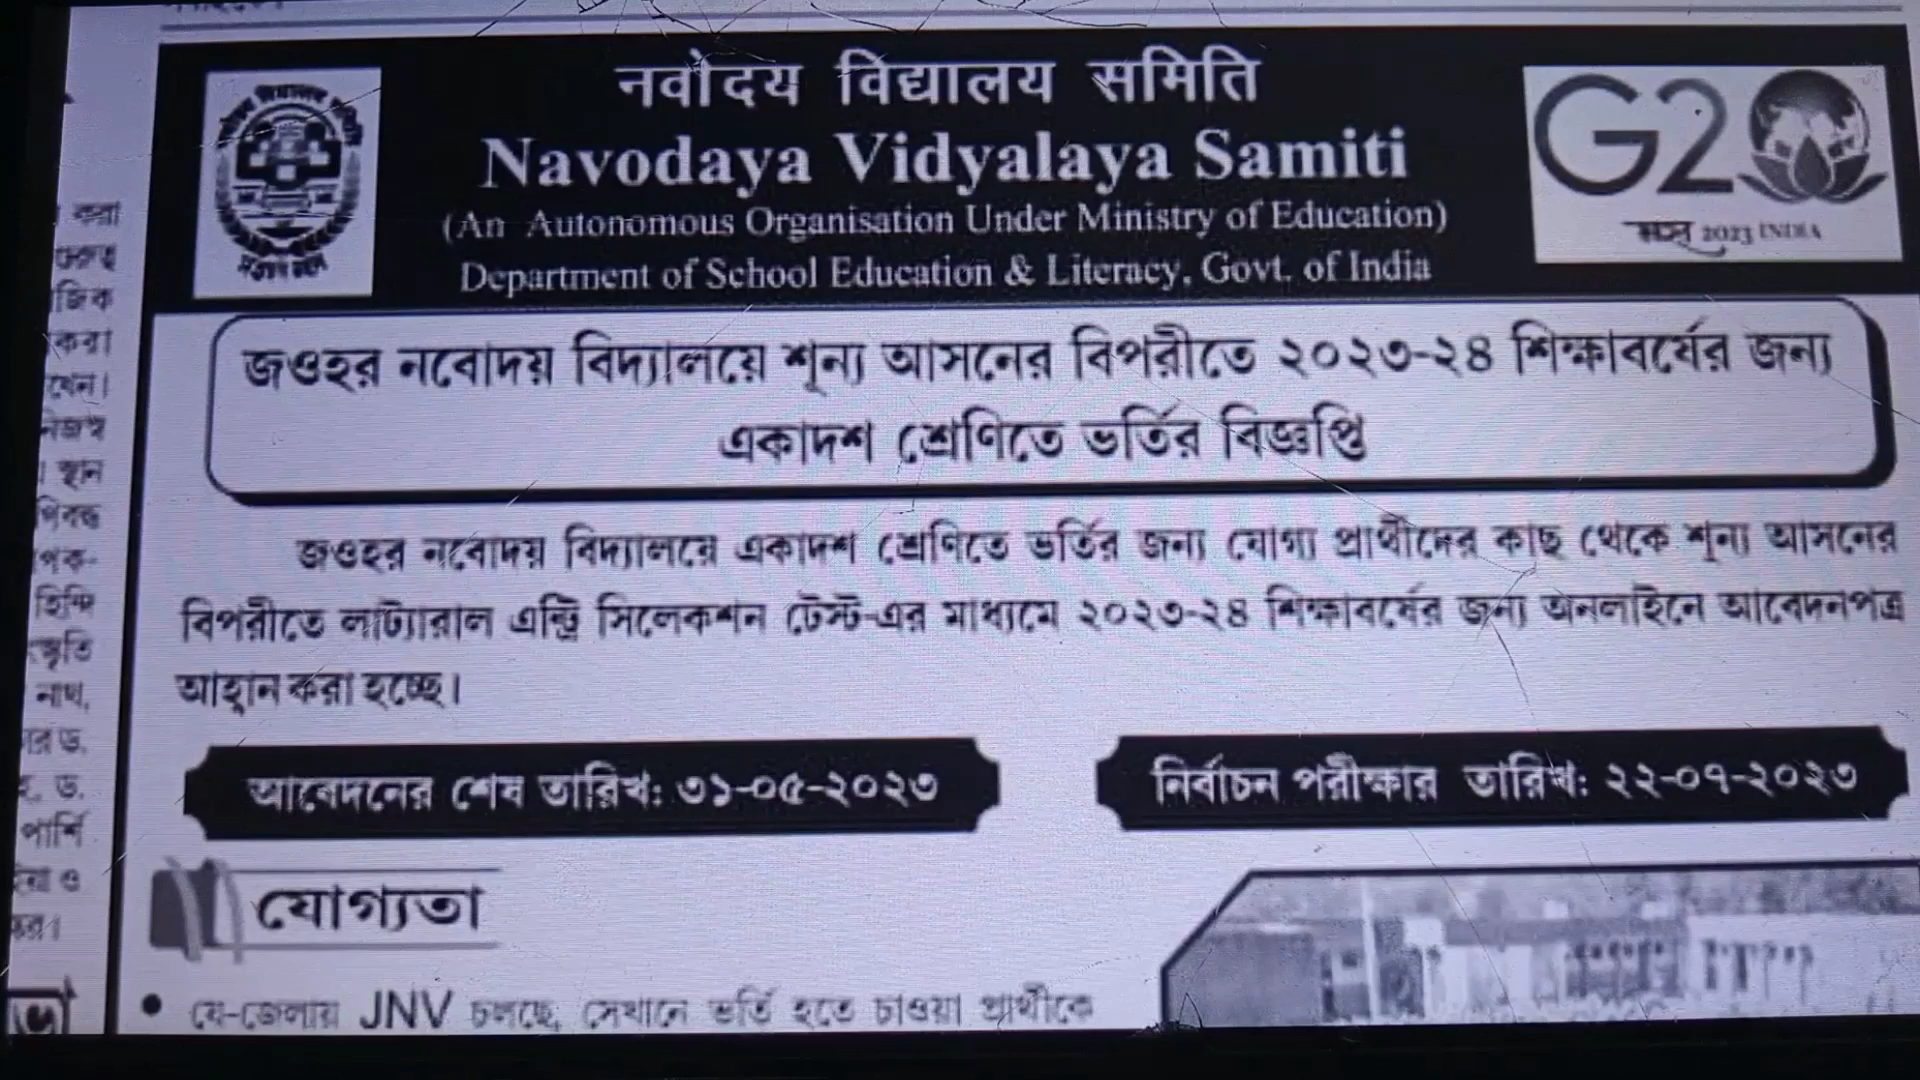 नवोदय विद्यालय समिति
Navodaya Vidyalaya Samiti
(An Autonomous Organisation Under Ministry of Education)
Department of School Education & Literacy, Govt. of India
G20
2023 INDIA
জওহর নবোদয় বিদ্যালয়ে শূন্য আসনের বিপরীতে ২০২৩-২৪ শিক্ষাবর্ষের জন্য
একাদশ শ্রেণিতে ভর্তির বিজ্ঞপ্তি
জওহর নবোদয় বিদ্যালয়ে একাদশ শ্রেণিতে ভর্তির জন্য যোগ্য প্রার্থীদের কাছ থেকে শূন্য আসনের
বিপরীতে ল্যাট্যারাল এন্ট্রি সিলেকশন টেস্ট-এর মাধ্যমে ২০২৩-২৪ শিক্ষাবর্ষের জন্য অনলাইনে আবেদনপত্র
আহ্বান করা হচ্ছে।
আবেদনের শেষ তারিখ: ৩১-০৫-২০২৩
নির্বাচন পরীক্ষার তারিখ: ২২-০৭-২০২৩
যোগ্যতা
• যে-জেলায় JNV চলছে, সেখানে ভর্তি হতে চাওয়া প্রার্থীকে
করা
জিক
করা
খেন।
নিজস্ব
স্থান
হিন্দি
নাথ,
ার ড.
, ড.
পার্শি
ও